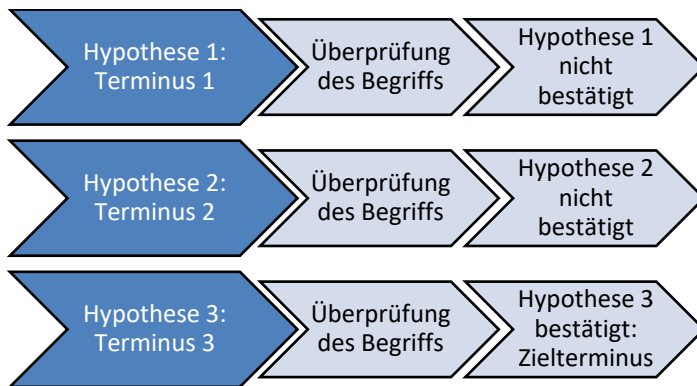 Hypothese 1:
Terminus 1
Überprüfung
des Begriffs
Hypothese 1
nicht
bestätigt
Hypothese 2:
Terminus 2
Überprüfung
des Begriffs
Hypothese 2
nicht
bestätigt
Hypothese 3:
Terminus 3
Überprüfung
des Begriffs
Hypothese 3
bestätigt:
Zielterminus